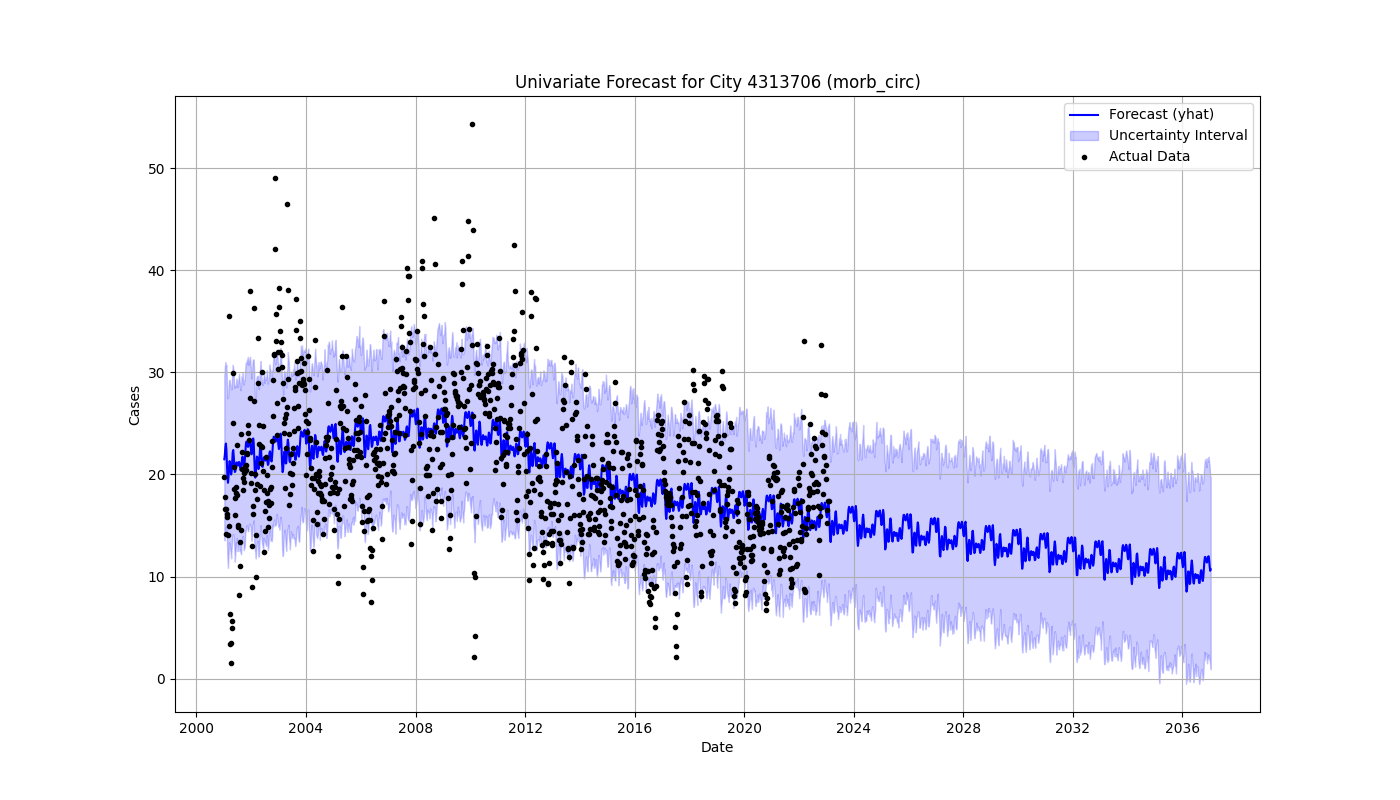 Univariate Forecast for City 4313706 (morb_circ)
Forecast (yhat)
Uncertainty Interval
Actual Data
Cases
50
40
30
20
10
0
2000 2004 2008 2012 2016 2020 2024 2028 2032 2036
Date